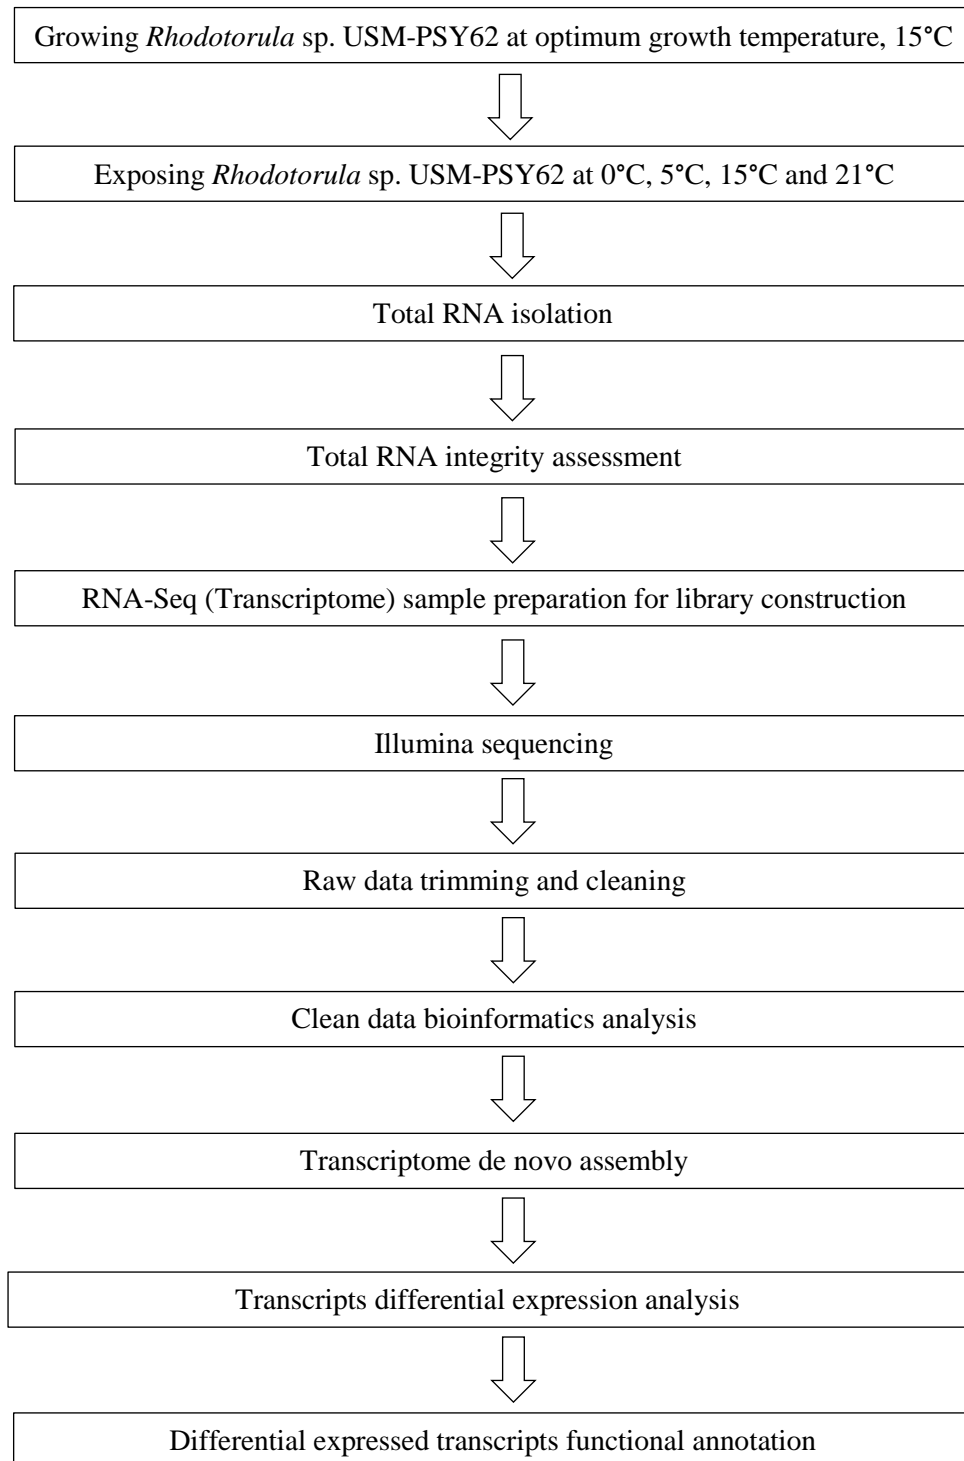 Growing Rhodotorula sp. USM-PSY62 at optimum growth temperature, 15°C
Exposing Rhodotorula sp. USM-PSY62 at 0°C, 5°C, 15°C and 21°C
Total RNA isolation
Total RNA integrity assessment
RNA-Seq (Transcriptome) sample preparation for library construction
Illumina sequencing
Raw data trimming and cleaning
Clean data bioinformatics analysis
Transcriptome de novo assembly
Transcripts differential expression analysis
Differential expressed transcripts functional annotation